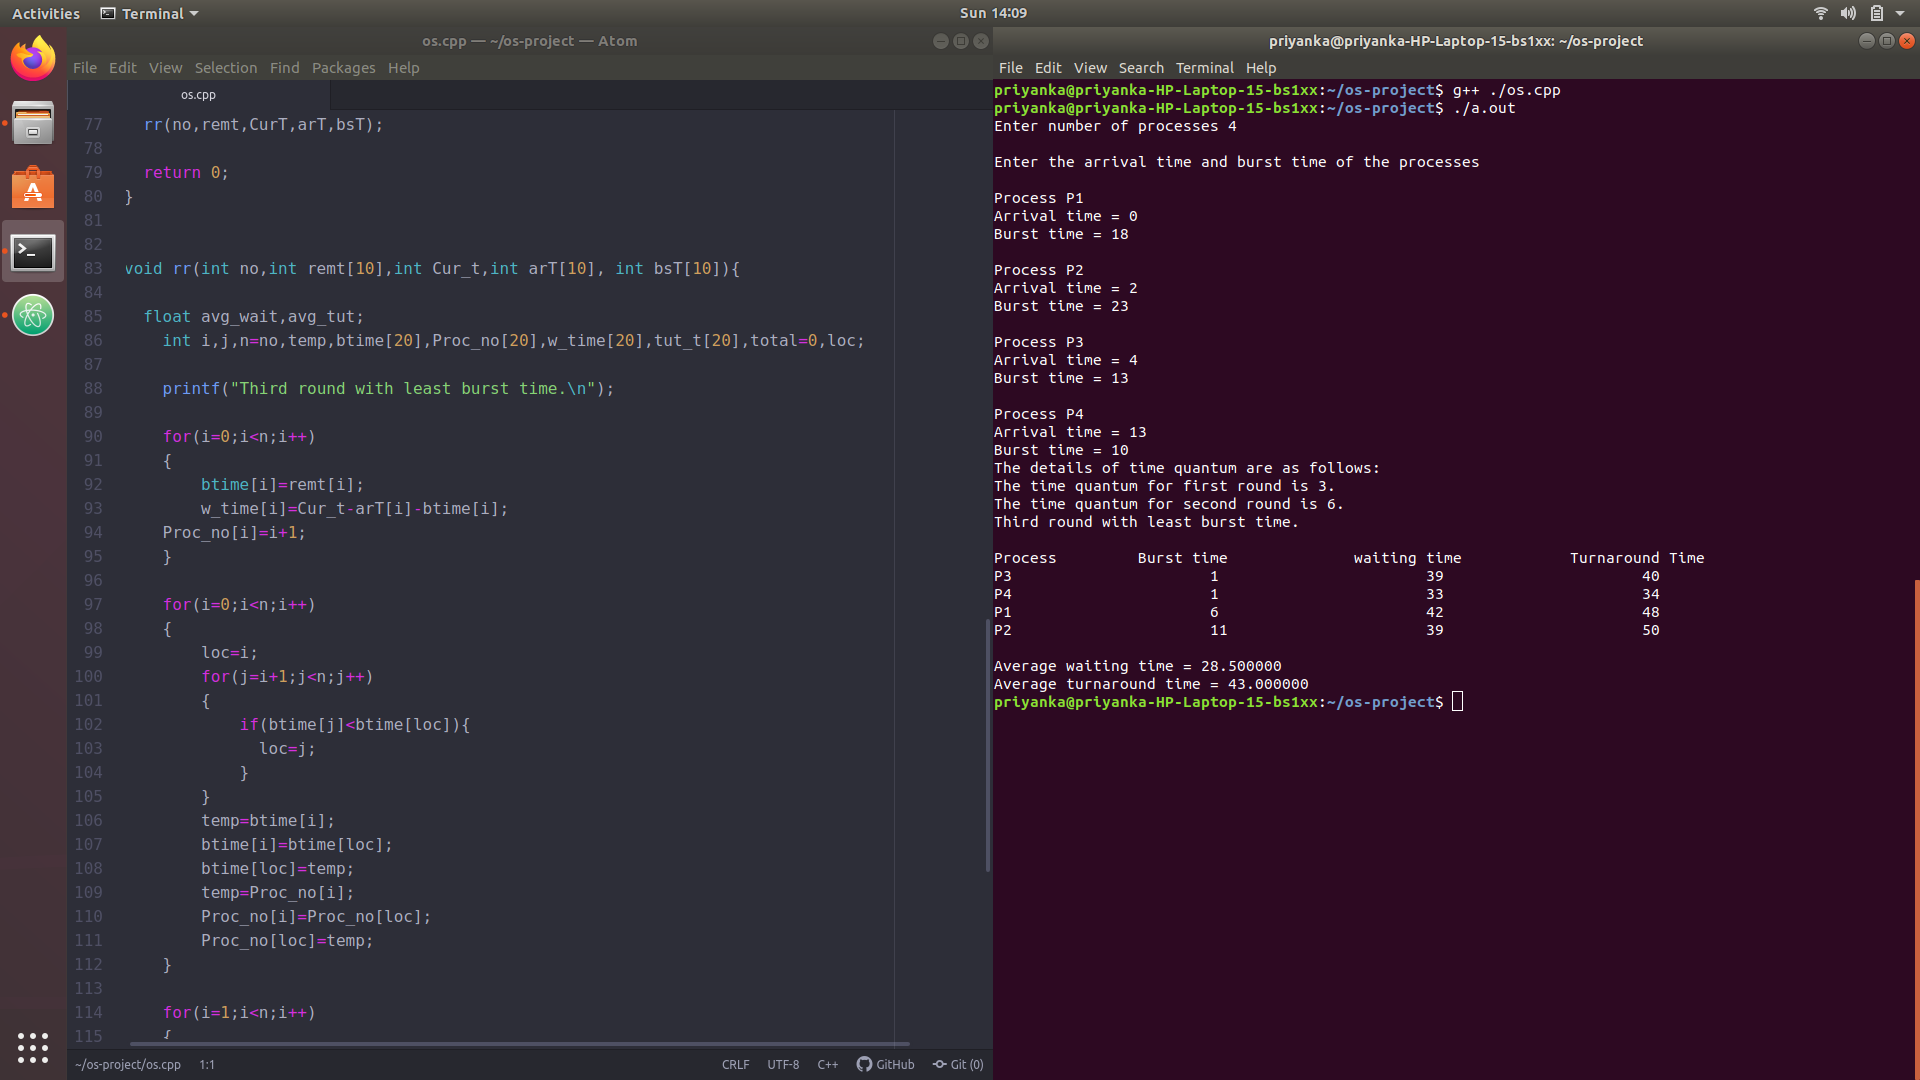 Activities Terminal Sun 14:09
os.cpp — ~/os-project — Atom
File Edit View Selection Find Packages Help
os.cpp
77 rr(no,remt,CurT,arT,bsT);
78
79 return 0;
80 }
81
82
83 void rr(int no,int remt[10],int Cur_t,int arT[10], int bsT[10]){
84
85 float avg_wait,avg_tut;
86 int i,j,n=no,temp,btime[20],Proc_no[20],w_time[20],tut_t[20],total=0,loc;
87
88 printf("Third round with least burst time.\n");
89
90 for(i=0;i<n;i++)
91 {
92 btime[i]=remt[i];
93 w_time[i]=Cur_t-arT[i]-btime[i];
94 Proc_no[i]=i+1;
95 }
96
97 for(i=0;i<n;i++)
98 {
99 loc=i;
100 for(j=i+1;j<n;j++)
101 {
102 if(btime[j]<btime[loc]){
103 loc=j;
104 }
105 }
106 temp=btime[i];
107 btime[i]=btime[loc];
108 btime[loc]=temp;
109 temp=Proc_no[i];
110 Proc_no[i]=Proc_no[loc];
111 Proc_no[loc]=temp;
112 }
113
114 for(i=1;i<n;i++)
115 {
~/os-project/os.cpp 1:1 CRLF UTF-8 C++ GitHub Git (0)
priyanka@priyanka-HP-Laptop-15-bs1xx: ~/os-project
File Edit View Search Terminal Help
priyanka@priyanka-HP-Laptop-15-bs1xx:~/os-project$ g++ ./os.cpp
priyanka@priyanka-HP-Laptop-15-bs1xx:~/os-project$ ./a.out
Enter number of processes 4
Enter the arrival time and burst time of the processes
Process P1
Arrival time = 0
Burst time = 18
Process P2
Arrival time = 2
Burst time = 23
Process P3
Arrival time = 4
Burst time = 13
Process P4
Arrival time = 13
Burst time = 10
The details of time quantum are as follows:
The time quantum for first round is 3.
The time quantum for second round is 6.
Third round with least burst time.
Process Burst time waiting time Turnaround Time
P3 1 39 40
P4 1 33 34
P1 6 42 48
P2 11 39 50
Average waiting time = 28.500000
Average turnaround time = 43.000000
priyanka@priyanka-HP-Laptop-15-bs1xx:~/os-project$